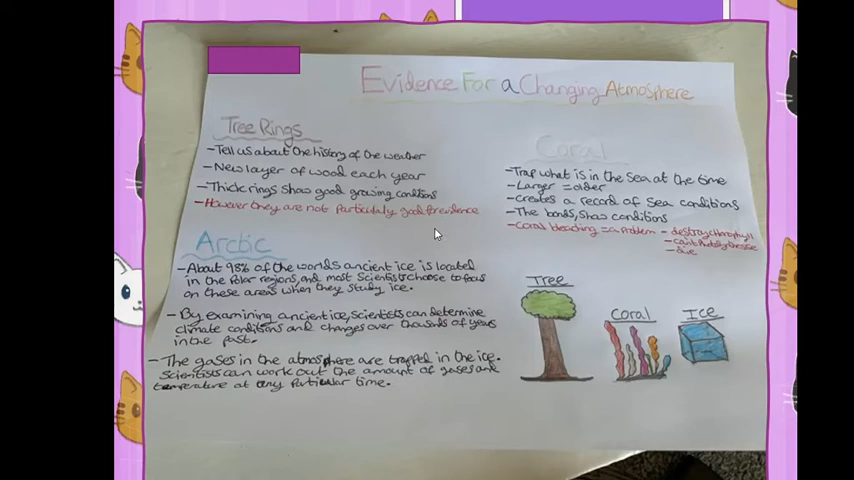 Evidence For a Changing Atmosphere
Tree Rings
-Tell us about the history of the weather
-New layer of wood each year
-Thick rings show good growing conditions
-However they are not particulaly good for evidence
Arctic
-About 98% of the worlds ancient ice is located
in the Polar regions, and most Scientists choose to focus
on these areas when they study ice.
-By examining ancient ice, scientists can determine
climate conditions and changes over thousands of years
in the past.
-The gases in the atmosphere are trapped in the ice.
Scientists can work out the amount of gases and
temperature at any particular time.
Coral
-Trap what is in the Sea at the time
-Larger = older
-creates a record of Sea conditions
-The bands, show conditions
-coral bleaching = a problem - destroy chlorophyll
- can't Photosynthesise
Tree
Coral
Ice